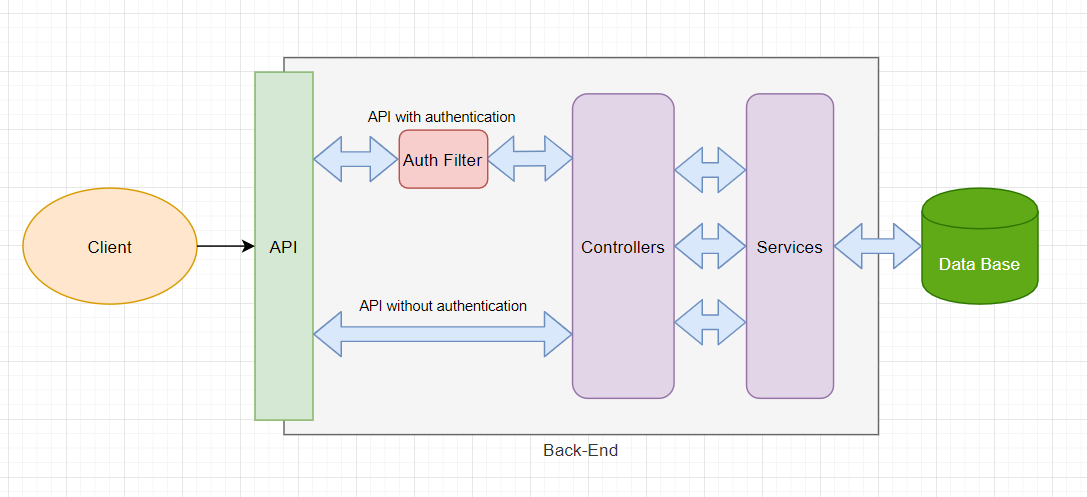 API with authentication
Auth Filter
Client
API
Controllers
Services
Data Base
API without authentication
Back-End